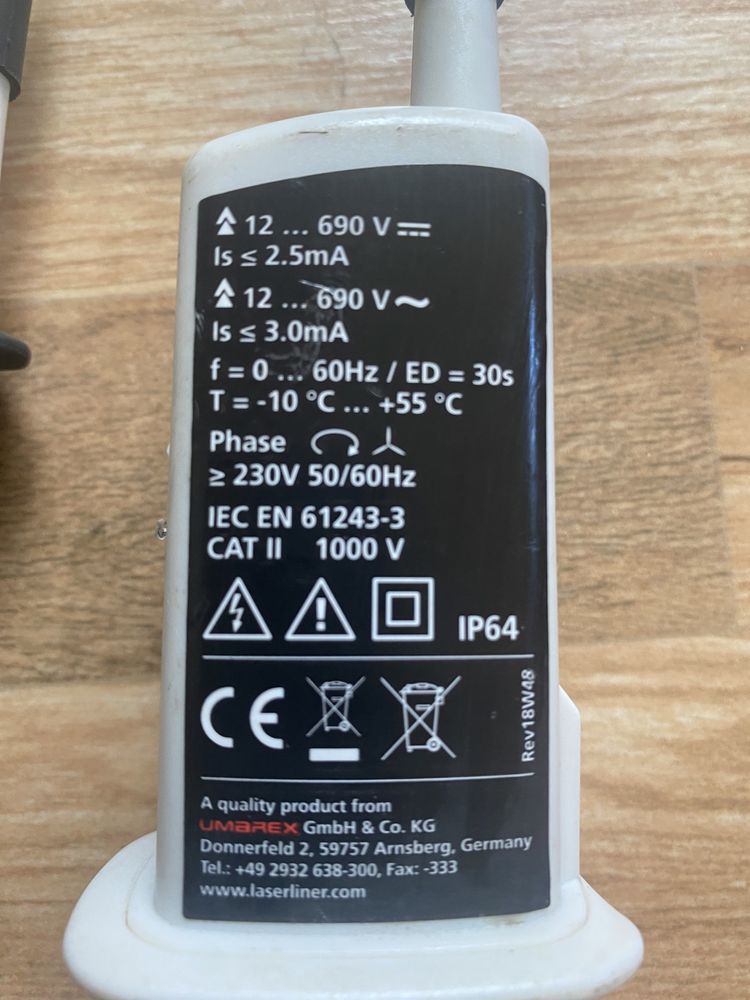 12 ... 690 V
Is ≤ 2.5mA
12 ... 690 V~
Is ≤ 3.0mA
f = 0 ... 60Hz / ED = 30s
T = -10 °C ... +55 °C
Phase
≥ 230V 50/60Hz
IEC EN 61243-3
CAT II 1000 V
IP64
CE
Rev18W48
A quality product from
UMAREX GmbH & Co. KG
Donnerfeld 2, 59757 Arnsberg, Germany
Tel.: +49 2932 638-300, Fax: -333
www.laserliner.com